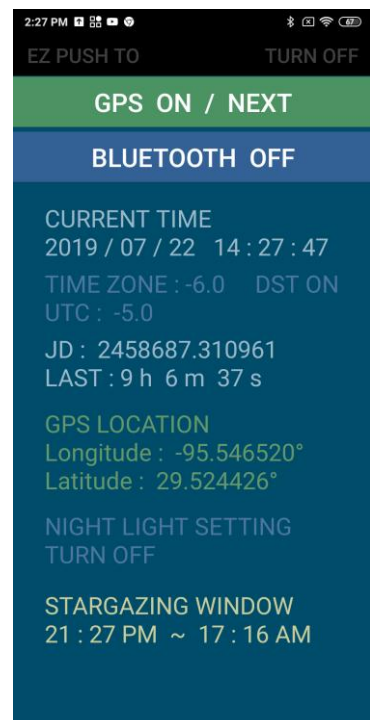 2:27 PM
67
EZ PUSH TO TURN OFF
GPS ON / NEXT
BLUETOOTH OFF
CURRENT TIME
2019 / 07 / 22 14 : 27 : 47
TIME ZONE : -6.0 DST ON
UTC : -5.0
JD : 2458687.310961
LAST : 9 h 6 m 37 s
GPS LOCATION
Longitude : -95.546520°
Latitude : 29.524426°
NIGHT LIGHT SETTING
TURN OFF
STARGAZING WINDOW
21 : 27 PM ~ 17 : 16 AM